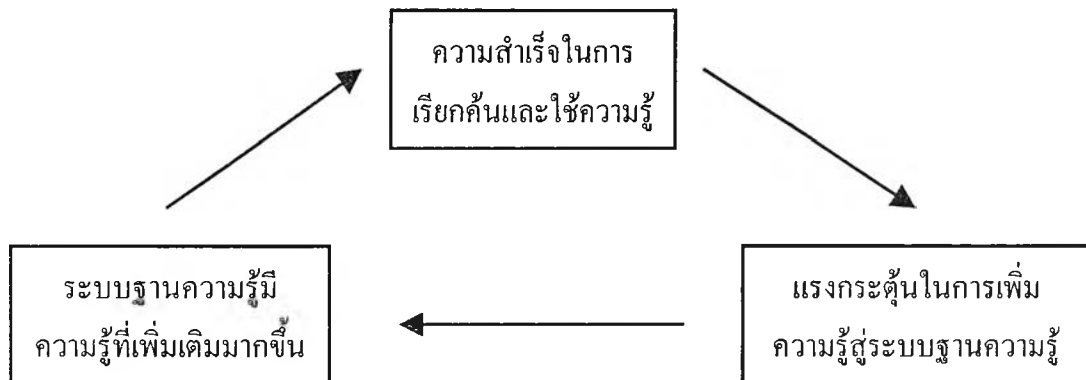 ความสำเร็จในการ
เรียกค้นและใช้ความรู้
ระบบฐานความรู้มี
ความรู้ที่เพิ่มเติมมากขึ้น
แรงกระตุ้นในการเพิ่ม
ความรู้สู่ระบบฐานความรู้